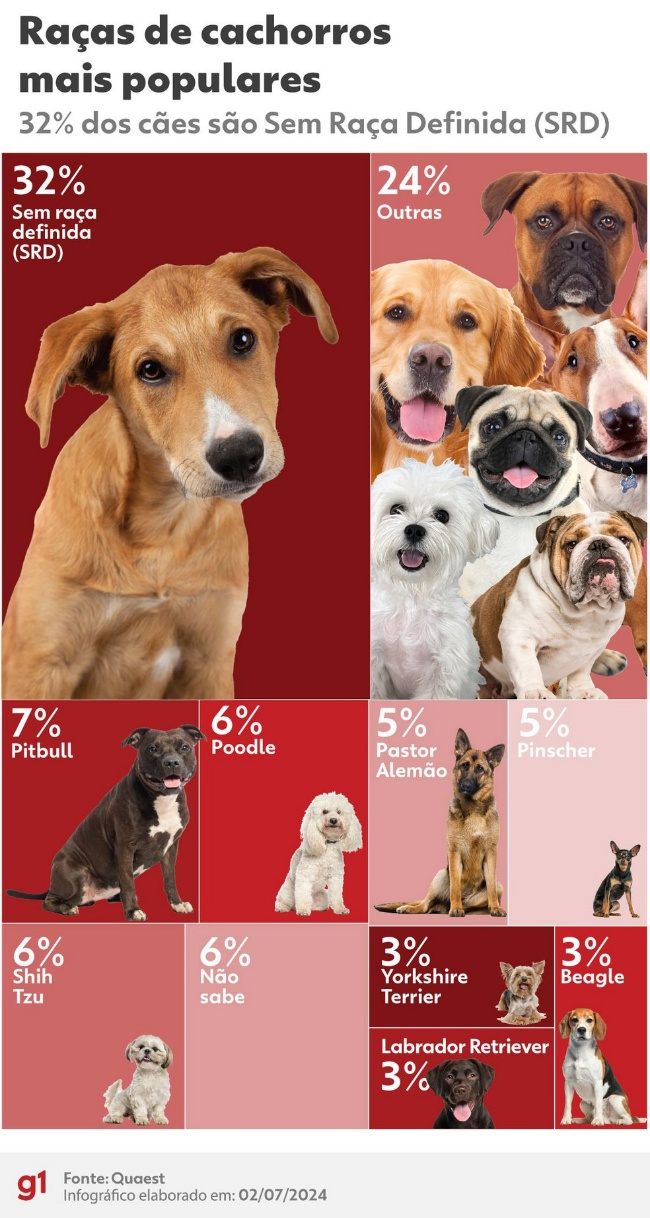 Raças de cachorros
mais populares
32% dos cães são Sem Raça Definida (SRD)
32%
Sem raça
definida
(SRD)
24%
Outras
7%
Pitbull
6%
Poodle
5%
Pastor
Alemão
5%
Pinscher
6%
Shih
Tzu
6%
Não
sabe
3%
Yorkshire
Terrier
3%
Beagle
Labrador Retriever
3%
g1
Fonte: Quaest
Infográfico elaborado em: 02/07/2024